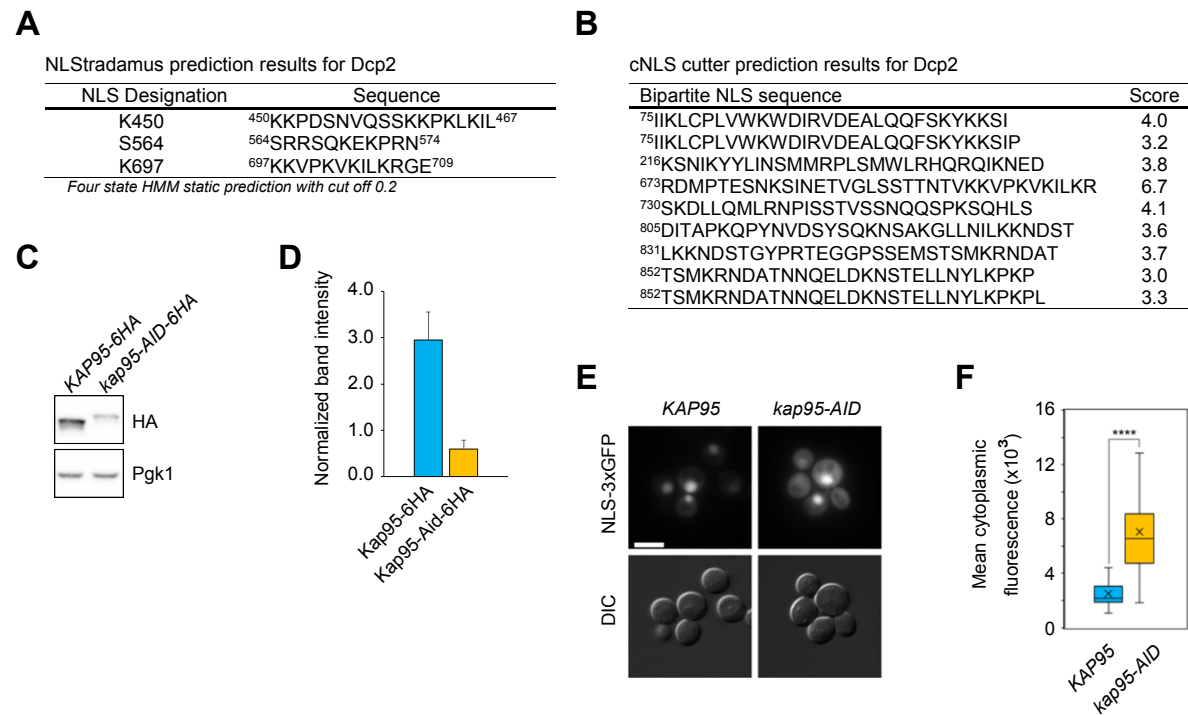 A
NLStradamus prediction results for Dcp2
NLS Designation Sequence
K450 450KKPDSNVQSSKKPKLKIL467
S564 564SRRSQKEKPRN574
K697 697KKVPKVKILKRGE709
Four state HMM static prediction with cut off 0.2
B
cNLS cutter prediction results for Dcp2
Bipartite NLS sequence Score
75IIKLCPLVWKWDIRVDEALQQFSKYKKSI 4.0
75IIKLCPLVWKWDIRVDEALQQFSKYKKSIP 3.2
216KSNIKYYLINSMMRPLSMWLRHQRQIKNED 3.8
673RDMPTESNKSINETVGLSSTTNTVKKVPKVKILKR 6.7
730SKDLLQMLRNPISSTVSSNQQSPKSQHLS 4.1
805DITAPKQPYNVDSYSQKNSAKGLLNILKKNDST 3.6
831LKKNDSTGYPRTEGGPSSEMSTSMKRNDAT 3.7
852TSMKRNDATNNQELDKNSTELLNYLKPKP 3.0
852TSMKRNDATNNQELDKNSTELLNYLKPKPL 3.3
C
KAP95-6HA
kap95-AID-6HA
HA
Pgk1
D
Normalized band intensity
4.0
3.0
2.0
1.0
0.0
Kap95-6HA
Kap95-Aid-6HA
E
KAP95 kap95-AID
NLS-3xGFP
DIC
F
Mean cytoplasmic
fluorescence (x10³)
16
12
8
4
0
****
KAP95
kap95-AID